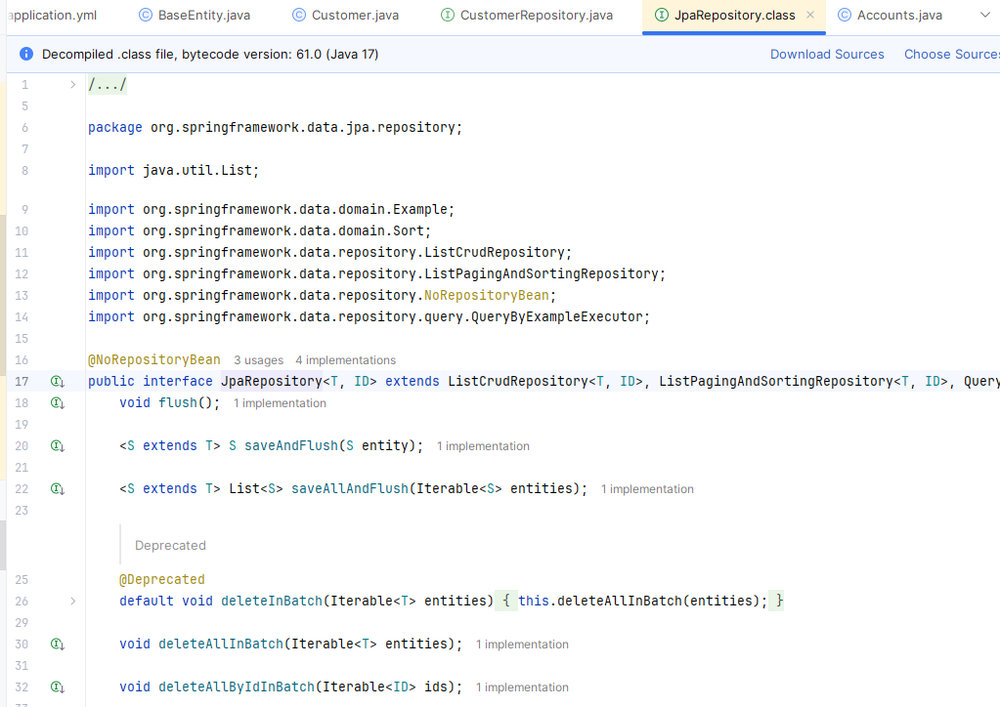 application.yml BaseEntity.java Customer.java CustomerRepository.java JpaRepository.class × Accounts.java
Decompiled .class file, bytecode version: 61.0 (Java 17) Download Sources Choose Sources
1 /.../
5
6 package org.springframework.data.jpa.repository;
7
8 import java.util.List;
9 import org.springframework.data.domain.Example;
10 import org.springframework.data.domain.Sort;
11 import org.springframework.data.repository.ListCrudRepository;
12 import org.springframework.data.repository.ListPagingAndSortingRepository;
13 import org.springframework.data.repository.NoRepositoryBean;
14 import org.springframework.data.repository.query.QueryByExampleExecutor;
15
16 @NoRepositoryBean 3 usages 4 implementations
17 public interface JpaRepository<T, ID> extends ListCrudRepository<T, ID>, ListPagingAndSortingRepository<T, ID>, Query
18 void flush(); 1 implementation
19
20 <S extends T> S saveAndFlush(S entity); 1 implementation
21
22 <S extends T> List<S> saveAllAndFlush(Iterable<S> entities); 1 implementation
23
Deprecated
25 @Deprecated
26 default void deleteInBatch(Iterable<T> entities) { this.deleteAllInBatch(entities); }
29
30 void deleteAllInBatch(Iterable<T> entities); 1 implementation
31
32 void deleteAllByIdInBatch(Iterable<ID> ids); 1 implementation